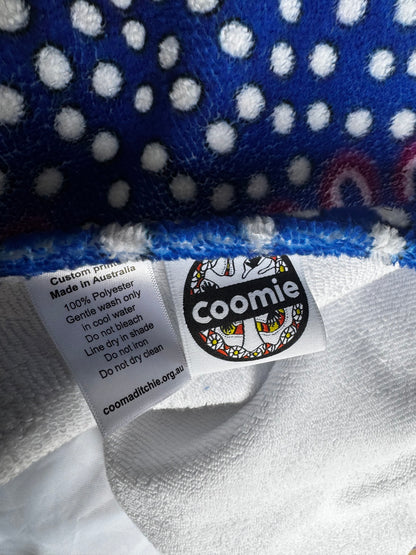 Custom print
Made in Australia
100% Polyester
Gentle wash only
In cool water
Do not bleach
Line dry in shade
Do not iron
Do not dry clean
coomaditchie.org.au
Coomie